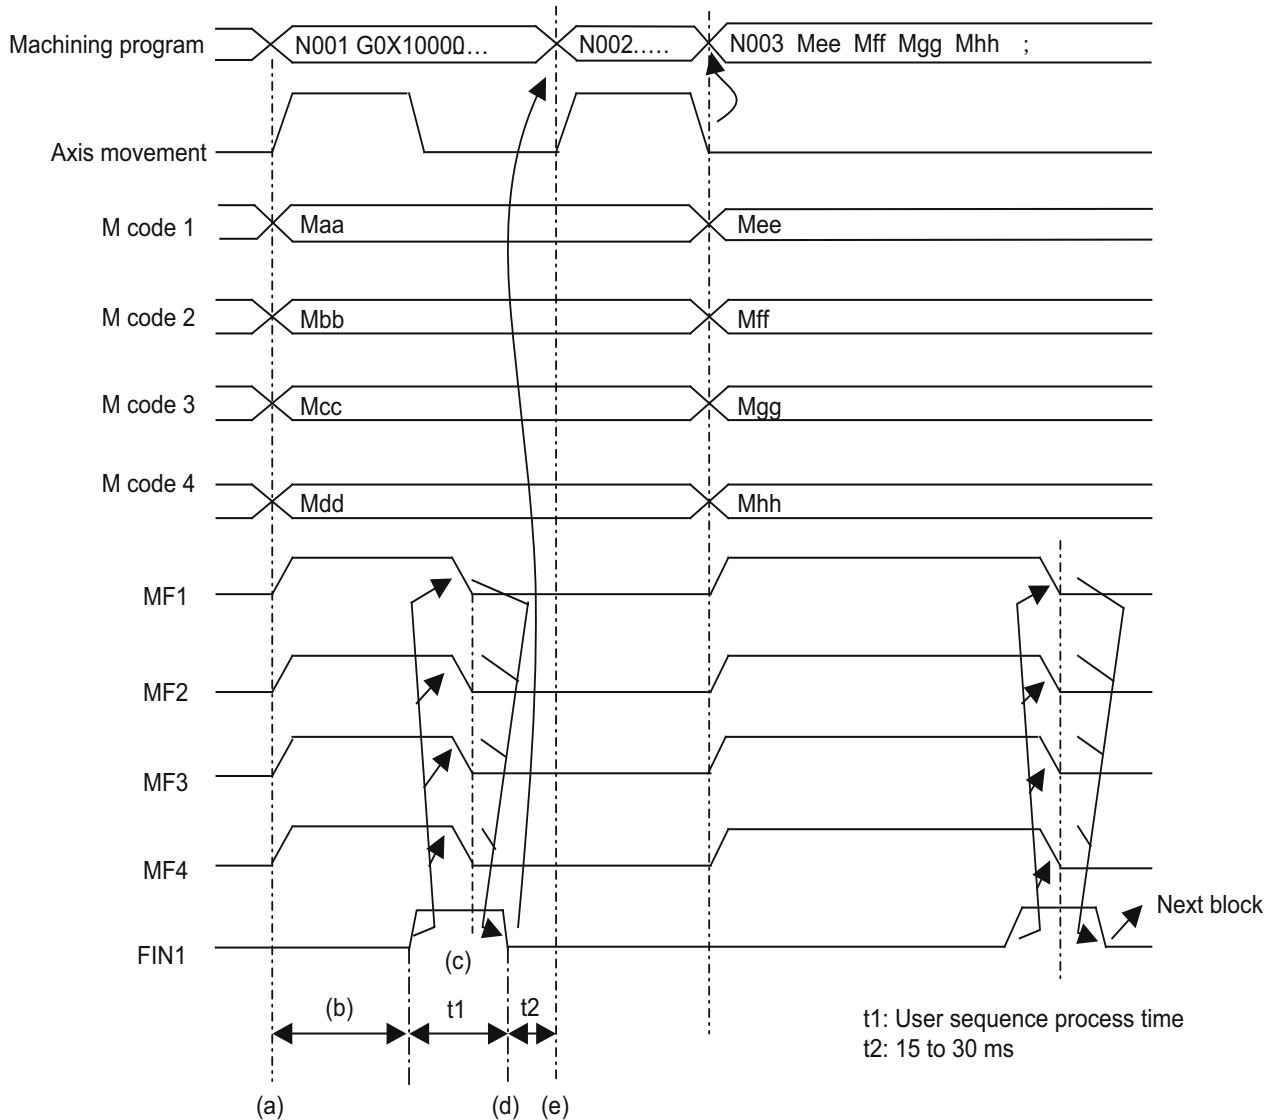 Machining program
N001 G0X10000....
N002.....
N003 Mee Mff Mgg Mhh ;
Axis movement
M code 1
Maa
Mee
M code 2
Mbb
Mff
M code 3
Mcc
Mgg
M code 4
Mdd
Mhh
MF1
MF2
MF3
MF4
Next block
FIN1
(c)
(b)
t1
t2
t1: User sequence process time
t2: 15 to 30 ms
(a)
(d)
(e)